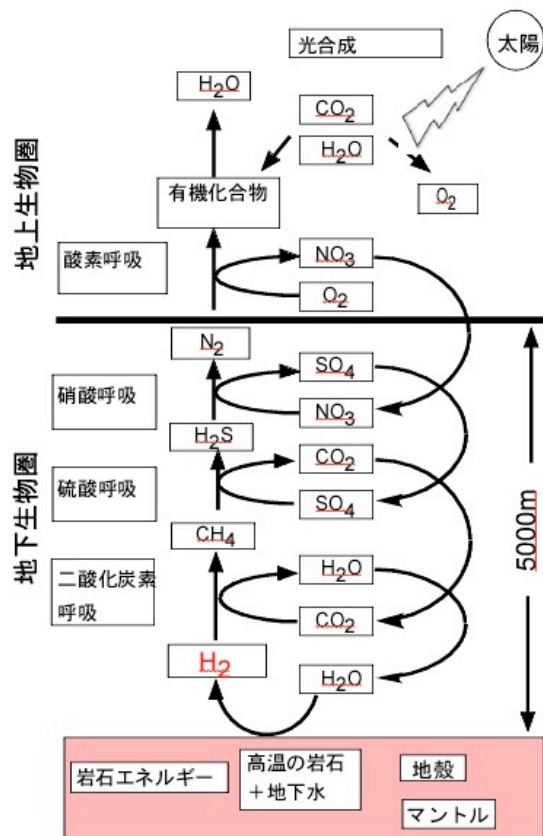 光合成
太陽
H₂O
CO₂
H₂O
有機化合物
O₂
地上生物圏
酸素呼吸
NO₃
O₂
N₂
SO₄
硝酸呼吸
NO₃
H₂S
CO₂
地下生物圏
硫酸呼吸
SO₄
CH₄
5000m
二酸化炭素
呼吸
H₂O
CO₂
H₂
H₂O
岩石エネルギー
高温の岩石
+地下水
地殻
マントル